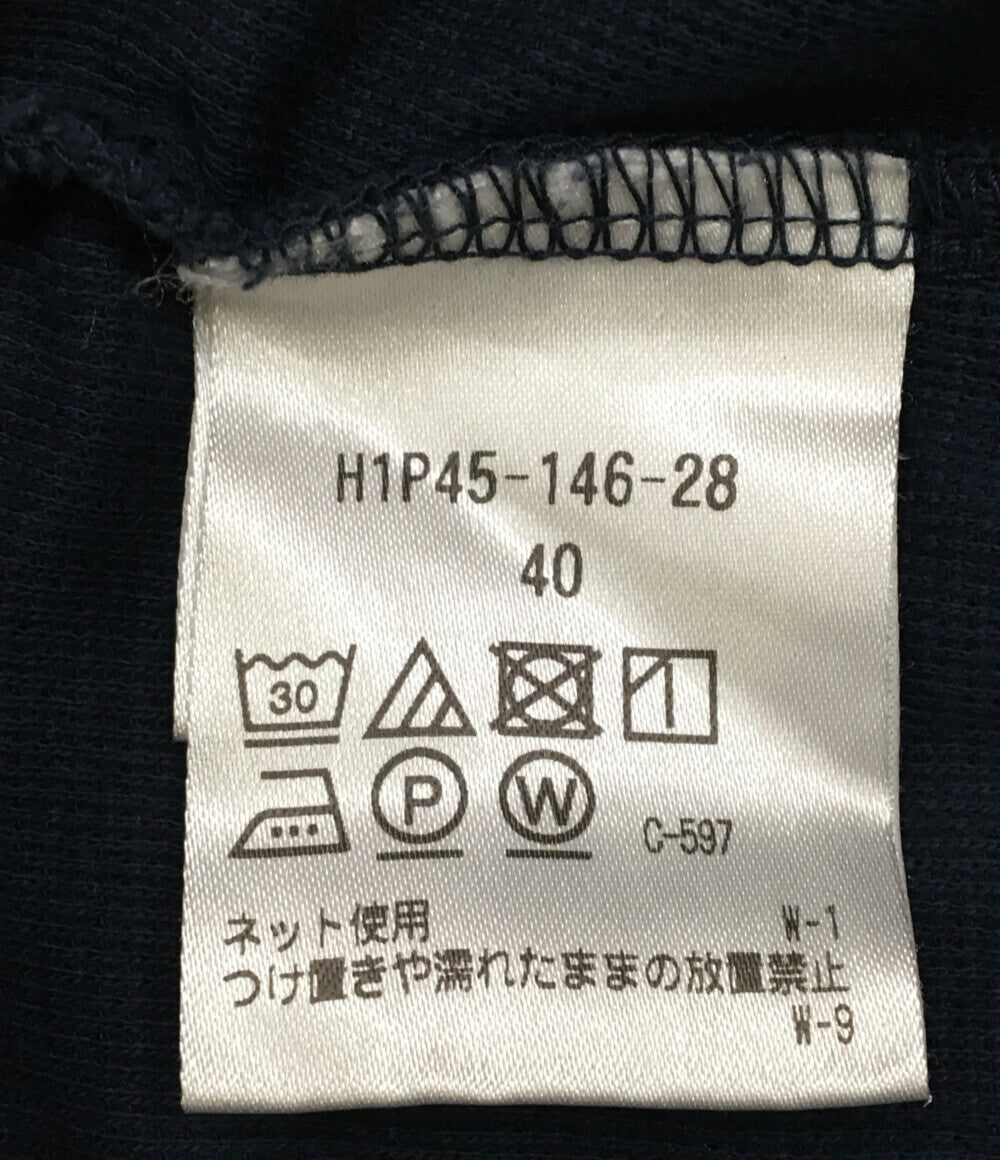 H1P45-146-28
40
30
P W C-597
ネット使用 W-1
つけ置きや濡れたままの放置禁止
W-9